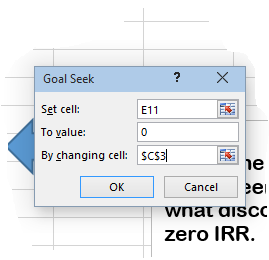 Goal Seek ?
Set cell: E11
To value: 0
By changing cell: $C$3
OK Cancel
what disco
zero IRR.